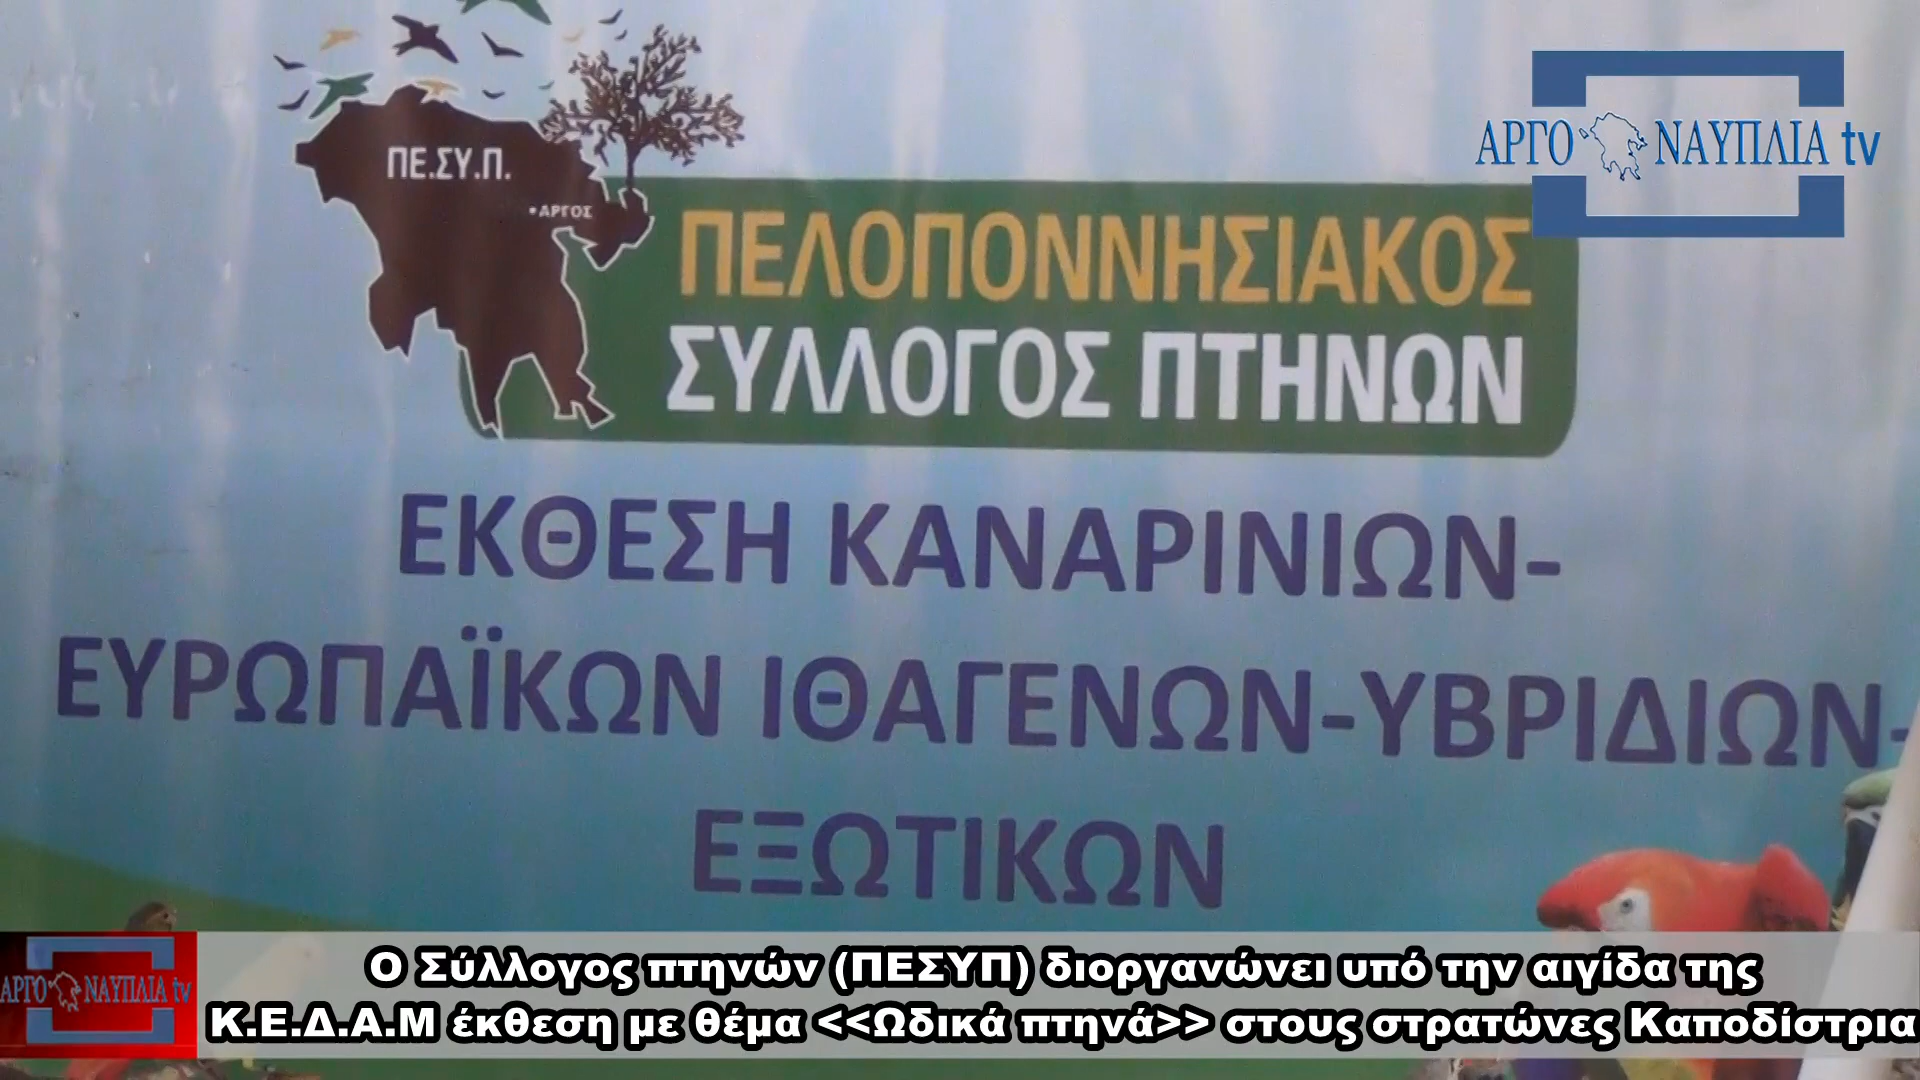 ΠΕ.ΣΥ.Π.
•ΑΡΓΟΣ
ΑΡΓΟ ΝΑΥΠΛΙΑ tv
ΠΕΛΟΠΟΝΝΗΣΙΑΚΟΣ
ΣΥΛΛΟΓΟΣ ΠΤΗΝΩΝ
ΕΚΘΕΣΗ ΚΑΝΑΡΙΝΙΩΝ-
ΕΥΡΩΠΑΪΚΩΝ ΙΘΑΓΕΝΩΝ-ΥΒΡΙΔΙΩΝ-
ΕΞΩΤΙΚΩΝ
ΑΡΓΟ ΝΑΥΠΛΙΑ tv
Ο Σύλλογος πτηνών (ΠΕΣΥΠ) διοργανώνει υπό την αιγίδα της
Κ.Ε.Δ.Α.Μ έκθεση με θέμα <<Ωδικά πτηνά>> στους στρατώνες Καποδίστρια